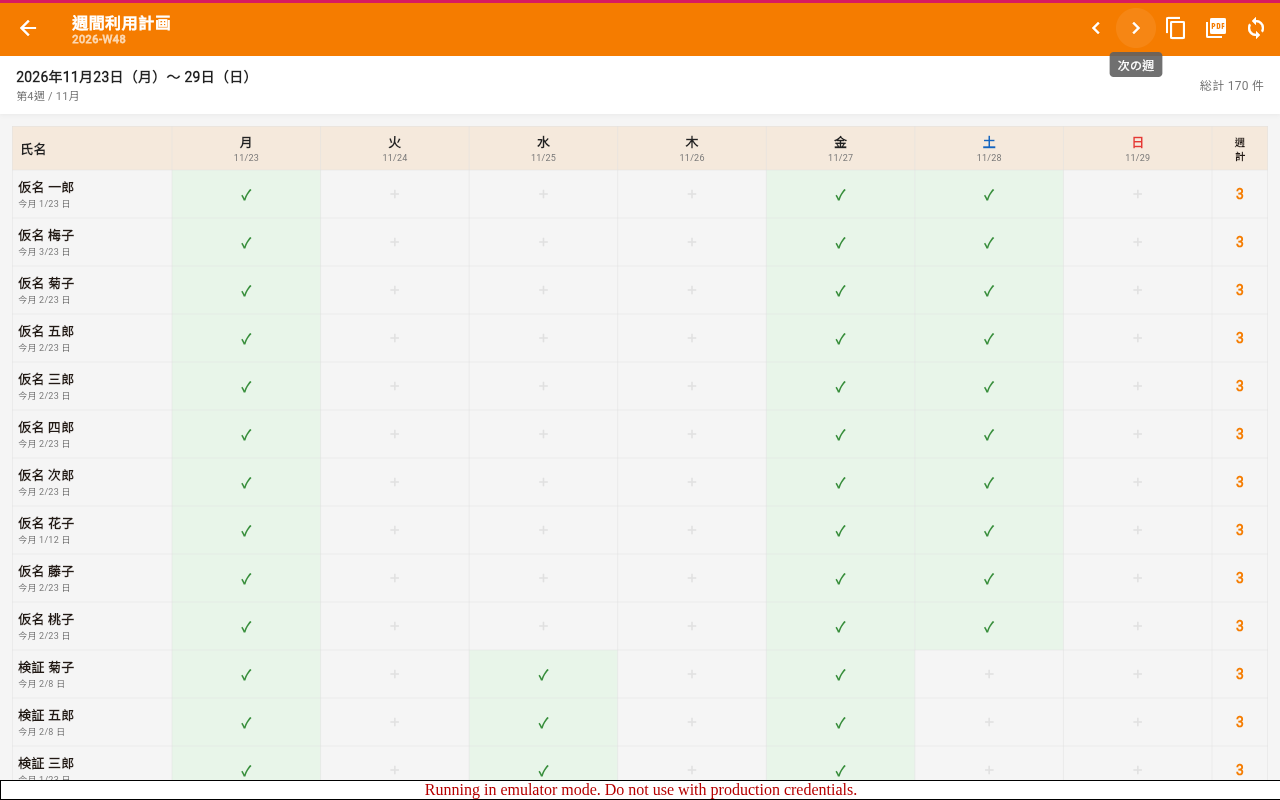 週間利用計画
2026-W48
次の週
2026年11月23日（月）〜 29日（日）
第4週 / 11月
総計 170 件
氏名 月 火 水 木 金 土 日 週計
11/23 11/24 11/25 11/26 11/27 11/28 11/29
仮名 一郎 ✓ + + + ✓ ✓ + 3
今月 1/23 日
仮名 梅子 ✓ + + + ✓ ✓ + 3
今月 3/23 日
仮名 菊子 ✓ + + + ✓ ✓ + 3
今月 2/23 日
仮名 五郎 ✓ + + + ✓ ✓ + 3
今月 2/23 日
仮名 三郎 ✓ + + + ✓ ✓ + 3
今月 2/23 日
仮名 四郎 ✓ + + + ✓ ✓ + 3
今月 2/23 日
仮名 次郎 ✓ + + + ✓ ✓ + 3
今月 2/23 日
仮名 花子 ✓ + + + ✓ ✓ + 3
今月 1/12 日
仮名 藤子 ✓ + + + ✓ ✓ + 3
今月 2/23 日
仮名 桃子 ✓ + + + ✓ ✓ + 3
今月 2/23 日
検証 菊子 ✓ + ✓ + ✓ + + 3
今月 2/8 日
検証 五郎 ✓ + ✓ + ✓ + + 3
今月 2/8 日
検証 三郎 ✓ + ✓ + ✓ + + 3
Running in emulator mode. Do not use with production credentials.